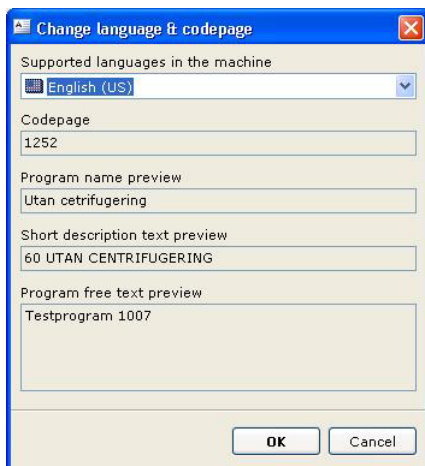 Change language & codepage
Supported languages in the machine
English (US)
Codepage
1252
Program name preview
Utan cetrifugering
Short description text preview
60 UTAN CENTRIFUGERING
Program free text preview
Testprogram 1007
OK
Cancel